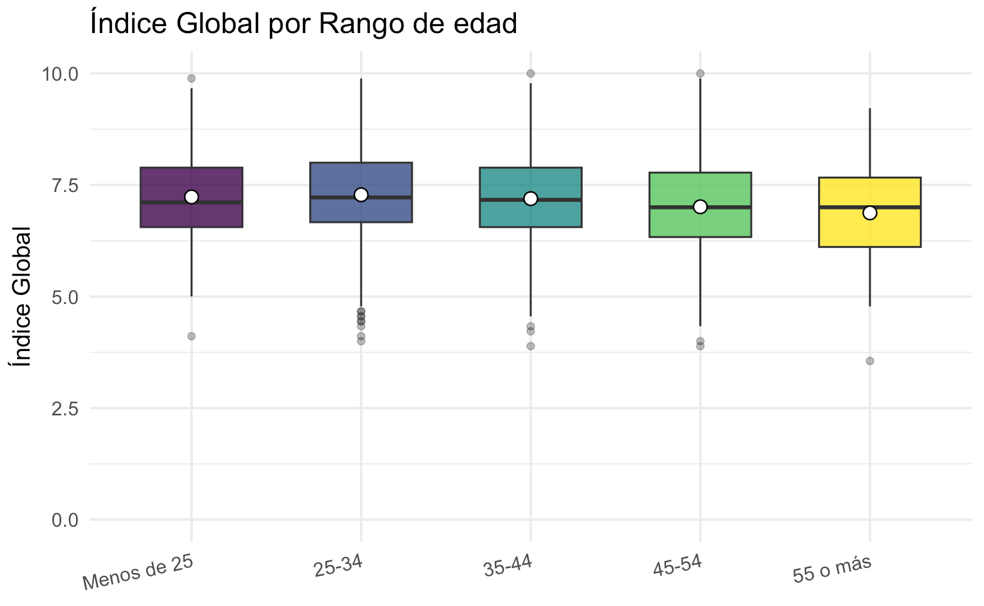 Índice Global por Rango de edad
Índice Global
10.0
7.5
5.0
2.5
0.0
Menos de 25
25-34
35-44
45-54
55 o más